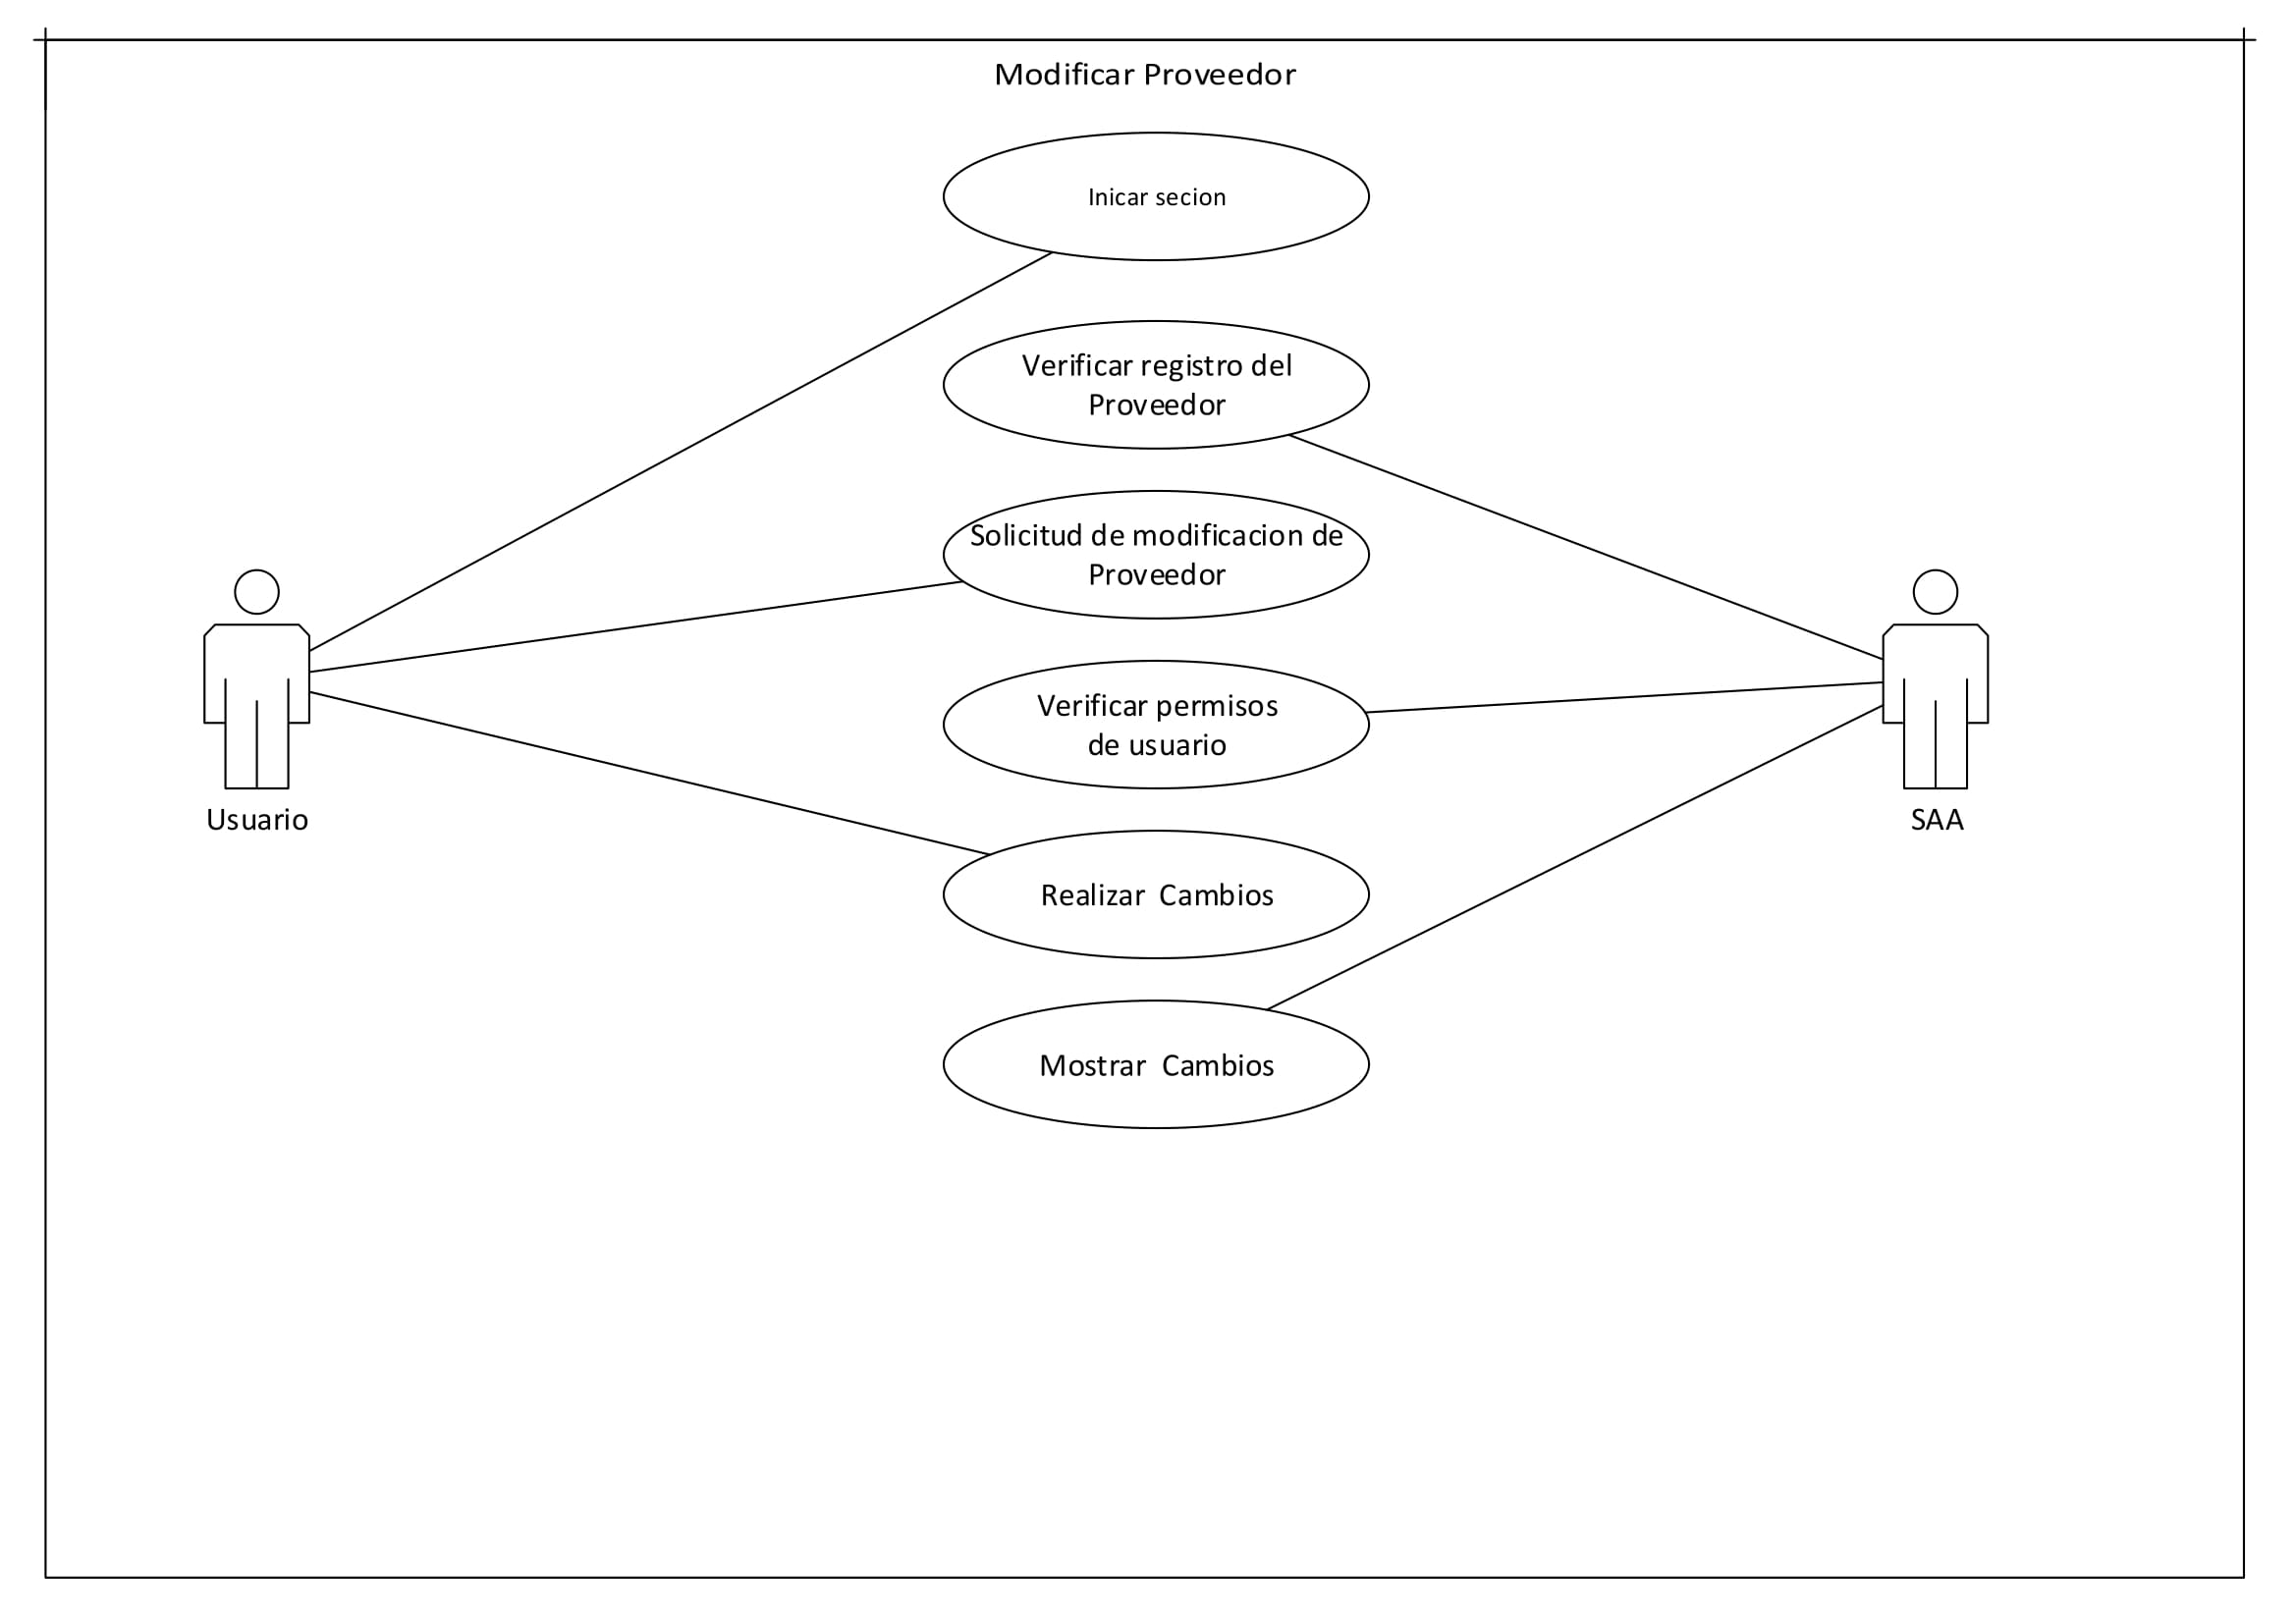 Modificar Proveedor
Inicar secion
Verificar registro del
Proveedor
Solicitud de modificacion de
Proveedor
Verificar permisos
de usuario
Usuario
SAA
Realizar  Cambios
Mostrar  Cambios